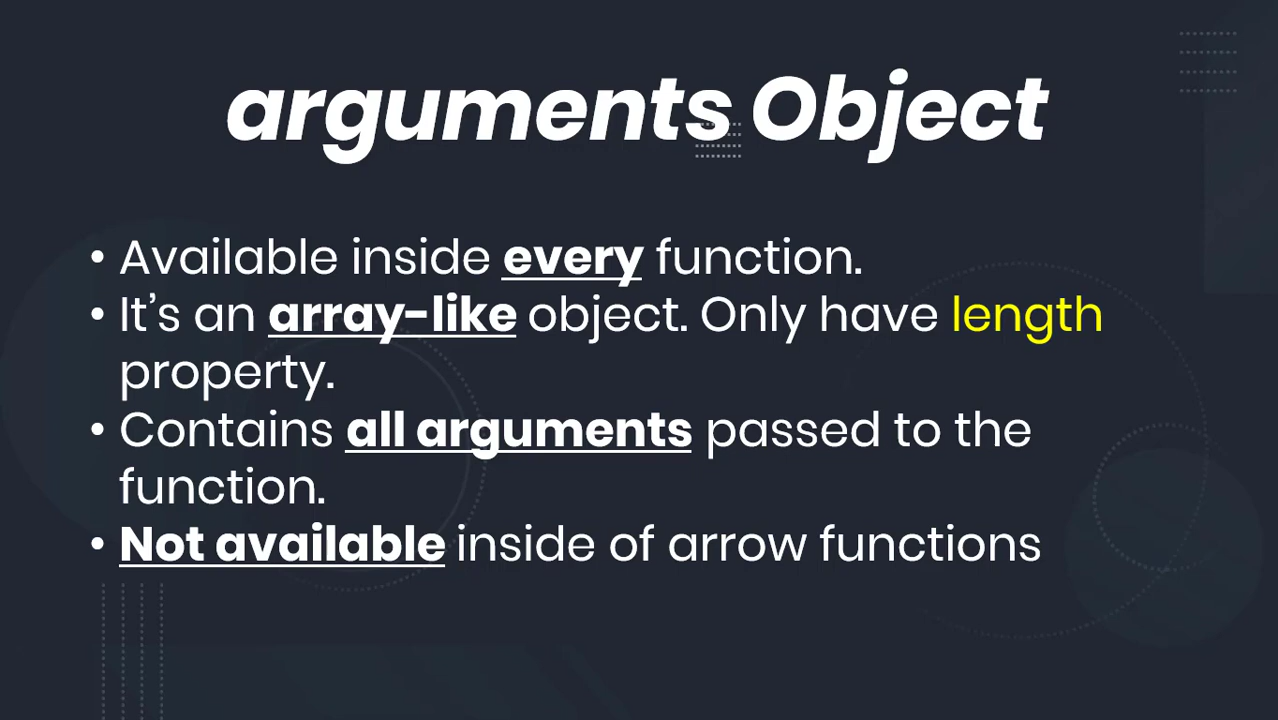 arguments Object
• Available inside every function.
• It’s an array-like object. Only have length
property.
• Contains all arguments passed to the
function.
• Not available inside of arrow functions